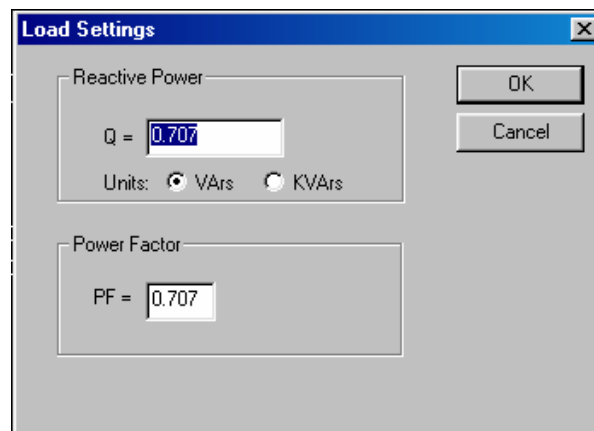 Load Settings
Reactive Power
Q = 0.707
Units: VArs KVArs
Power Factor
PF = 0.707
OK
Cancel